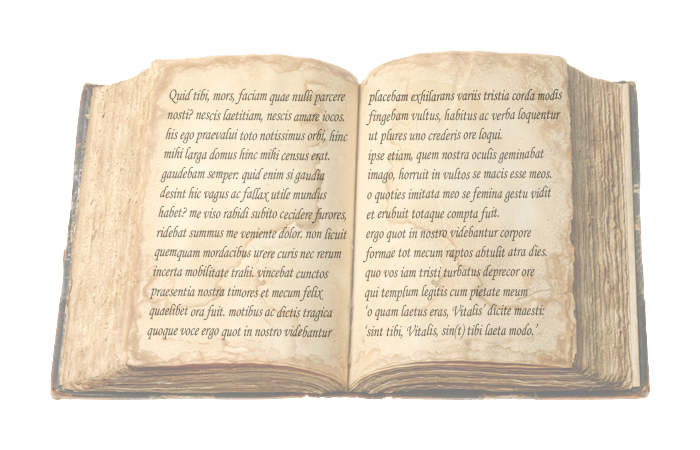 Quid tibi, mors, faciam quae nulli parcere
nosti? nescis laetitiam, nescis amare iocos.
his ego praevalui toto notissimus orbi, hinc
mihi larga domus hinc mihi census erat.
gaudebam semper: quid enim si gaudia
desint hic vagus ac fallax utile mundus
habet? me viso rabidi subito cecidere furores,
ridebat summus me veniente dolor. non licuit
quemquam mordacibus urere curis nec rerum
incerta mobilitate trahi. vincebat cunctos
praesentia nostra timores et mecum felix
quaelibet ora fuit. motibus ac dictis tragica
quoque voce ergo quot in nostro videbantur
placebam exhilarans variis tristia corda modis
fingebam vultus, habitus ac verba loquentur
ut plures uno crederis ore loqui.
ipse etiam, quem nostra oculis geminabat
imago, horruit in vultos se macis esse meos.
o quoties imitata meo se femina gestu vidit
et erubuit totaque compta fuit.
ergo quot in nostro videbantur corpore
formae tot mecum raptos abtulit atra dies.
quo vos iam tristi turbatus deprecor ore
qui templum legitis cum pietate meum
'o quam laetus eras, Vitalis' dicite maesti:
'sint tibi, Vitalis, sin(t) tibi laeta modo.'